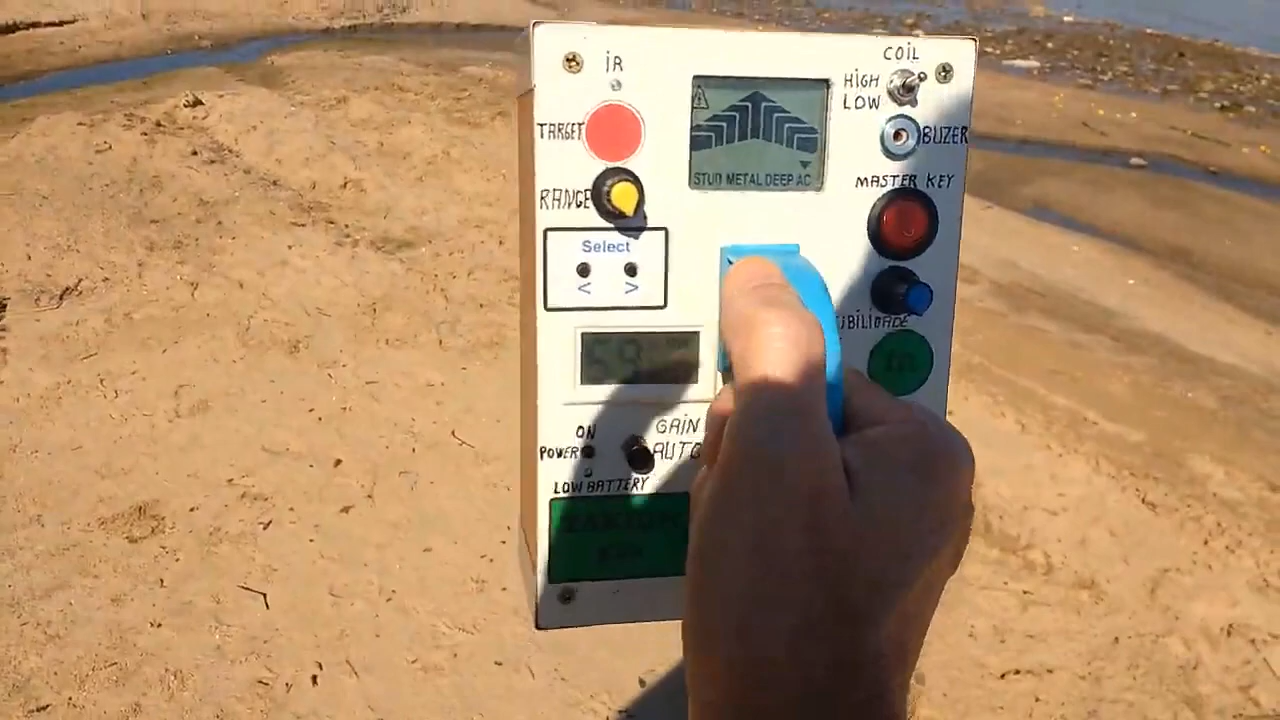 iR
COIL
HIGH
LOW
TARGET
BUZER
STUD METAL DEEP AC
MASTER KEY
RANGE
Select
< >
59
ON
GAIN
POWER
AUTO
LOW BATTERY